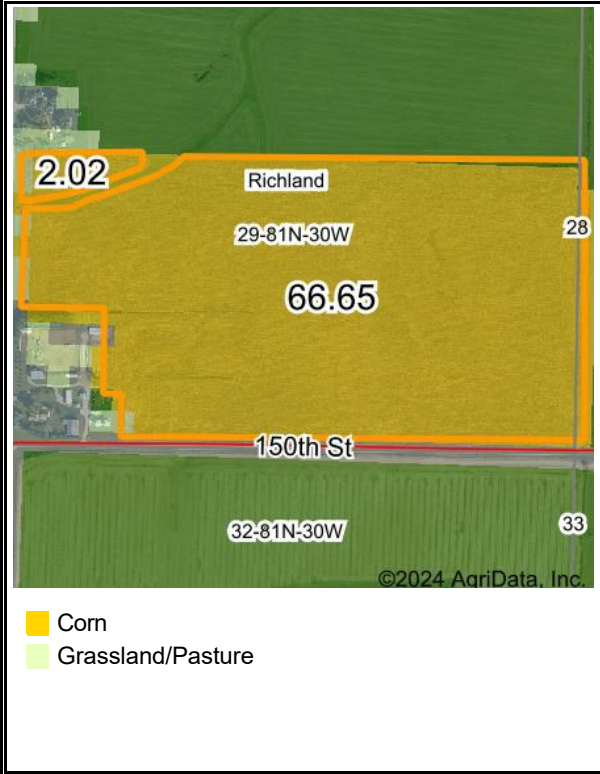 2.02
Richland
29-81N-30W
28
66.65
150th St
32-81N-30W
33
©2024 AgriData, Inc.
Corn
Grassland/Pasture